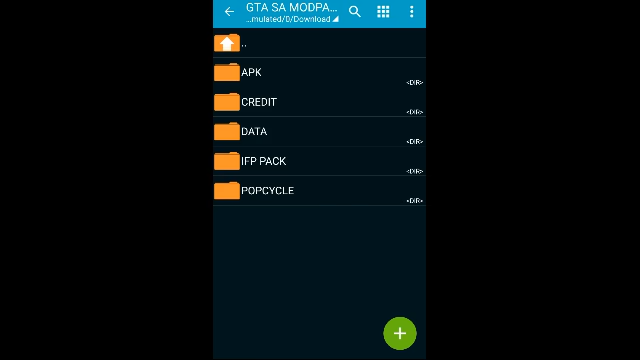 GTA SA MODPA...
...mulated/0/Download
..
APK
<DIR>
CREDIT
<DIR>
DATA
<DIR>
IFP PACK
<DIR>
POPCYCLE
<DIR>